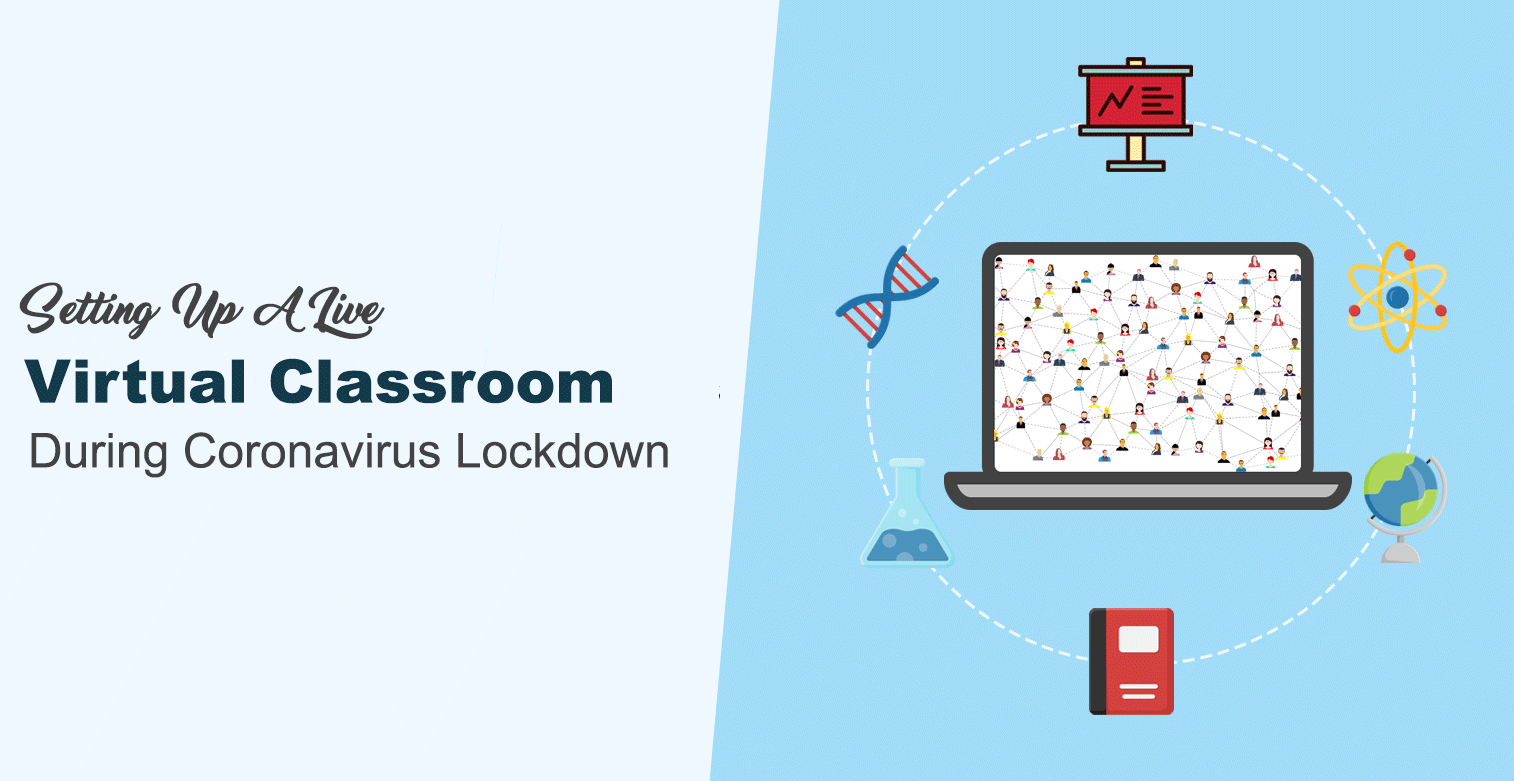 Setting Up A Live
Virtual Classroom
During Coronavirus Lockdown